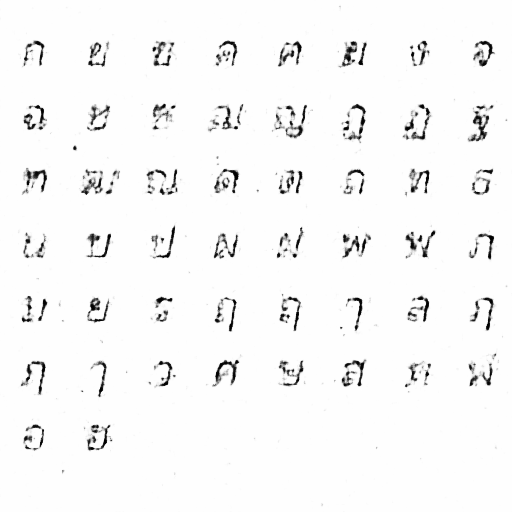 ก ข ฃ ค ฅ ฆ ง จ
ฉ ช ซ ฌ ญ ฎ ฏ ฐ
ฑ ฒ ณ ด ต ถ ท ธ
น บ ป ผ ฝ พ ฟ ภ
ม ย ร ฤ ฤ ๅ ล ฦ
ฦ ๅ ว ศ ษ ส ห ฬ
อ ฮ